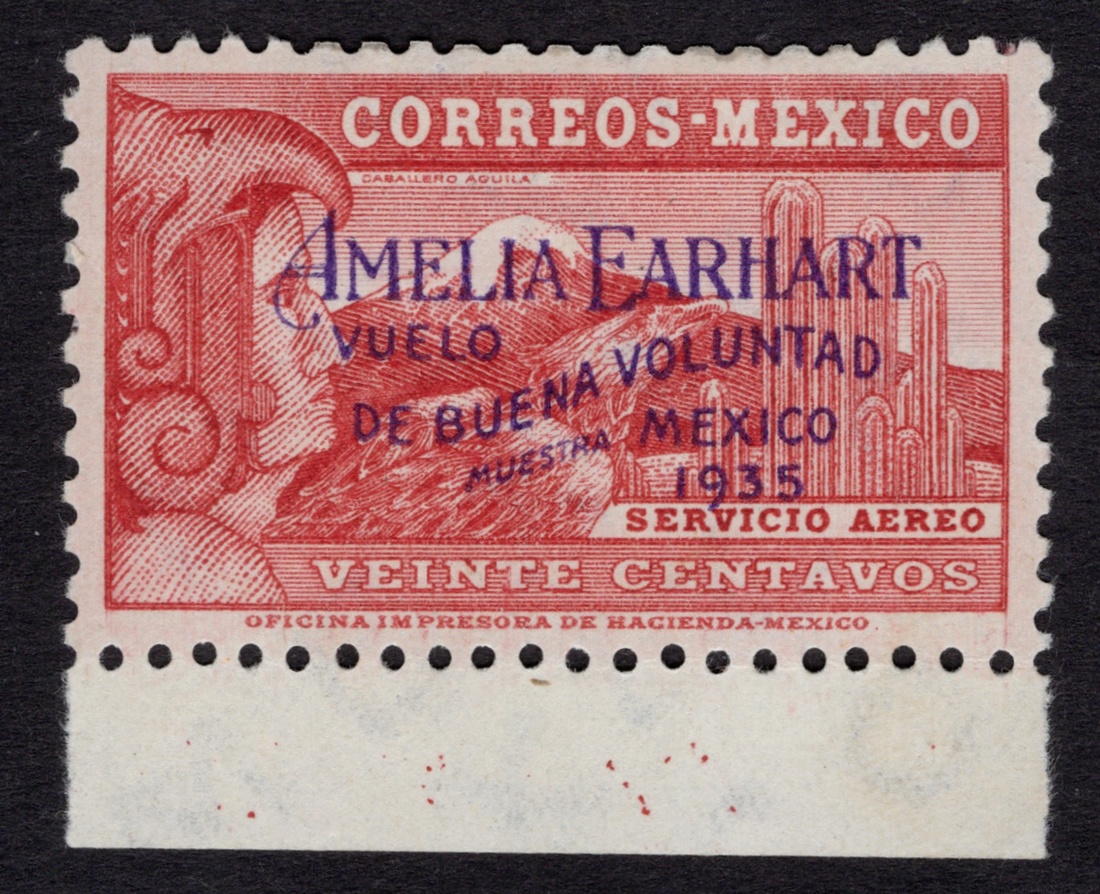 CORREOS-MEXICO
CABALLERO AGUILA
AMELIA EARHART
VUELO
DE BUENA VOLUNTAD
MUESTRA MEXICO
1935
SERVICIO AEREO
VEINTE CENTAVOS
OFICINA IMPRESORA DE HACIENDA-MEXICO.